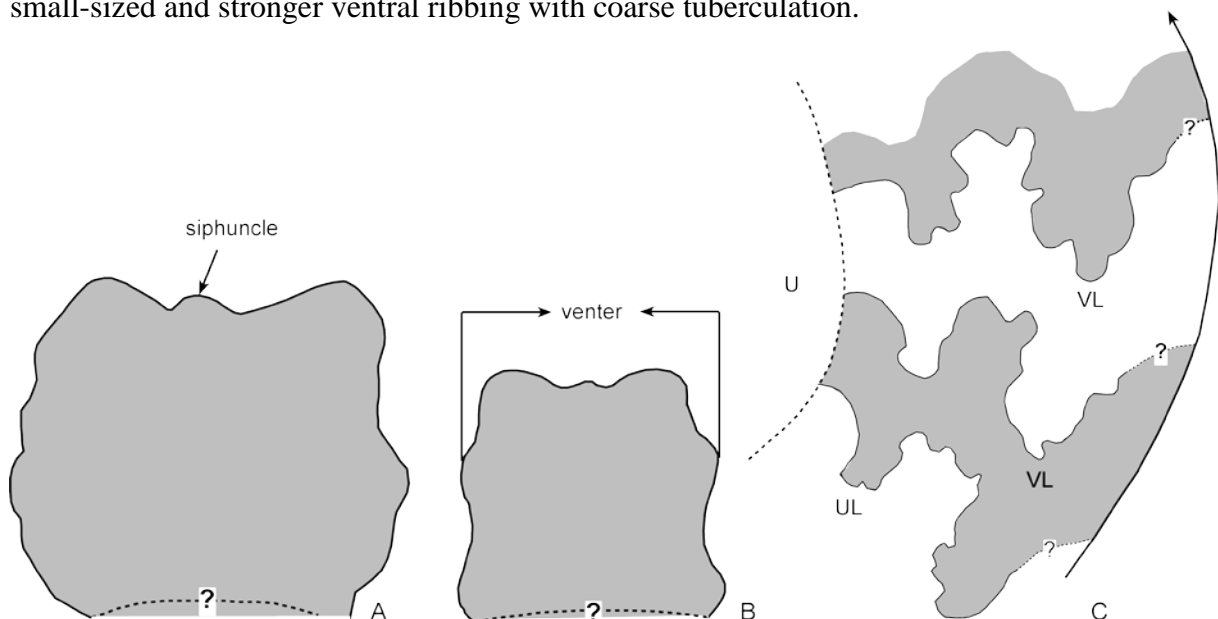 small-sized and stronger ventral ribbing with coarse tuberculation.
?
siphuncle
U
VL
venter
?
VL
UL
?
?
A
?
B
C